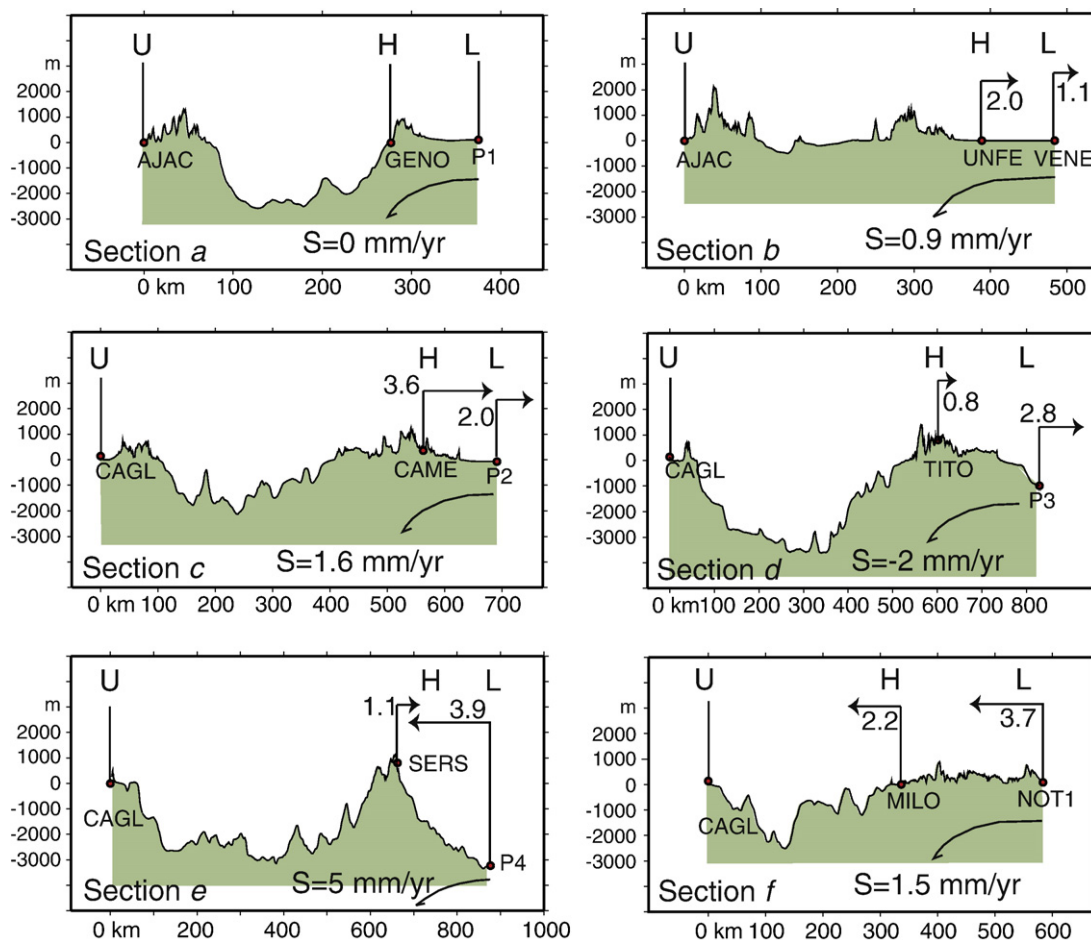 U H L
m
2000
1000
0
-1000
-2000
-3000
AJAC GENO P1
S=0 mm/yr
Section a
0 km 100 200 300 400
U H L
m
2000
1000
0
-1000
-2000
-3000
2.0 1.1
AJAC UNFE VENE
S=0.9 mm/yr
Section b
0 km 100 200 300 400 500
U H L
m
2000
1000
0
-1000
-2000
-3000
3.6
2.0
CAGL CAME P2
Section c S=1.6 mm/yr
0 km 100 200 300 400 500 600 700
U H L
m
2000
1000
0
-1000
-2000
-3000
0.8 2.8
CAGL TITO P3
Section d S=-2 mm/yr
0 km 100 200 300 400 500 600 700 800
U H L
m
2000
1000
0
-1000
-2000
-3000
1.1 3.9
SERS
CAGL
P4
Section e S=5 mm/yr
0 km 200 400 600 800 1000
U H L
m
2000
1000
0
-1000
-2000
-3000
2.2 3.7
CAGL MILO NOT1
Section f S=1.5 mm/yr
0 km 100 200 300 400 500 600